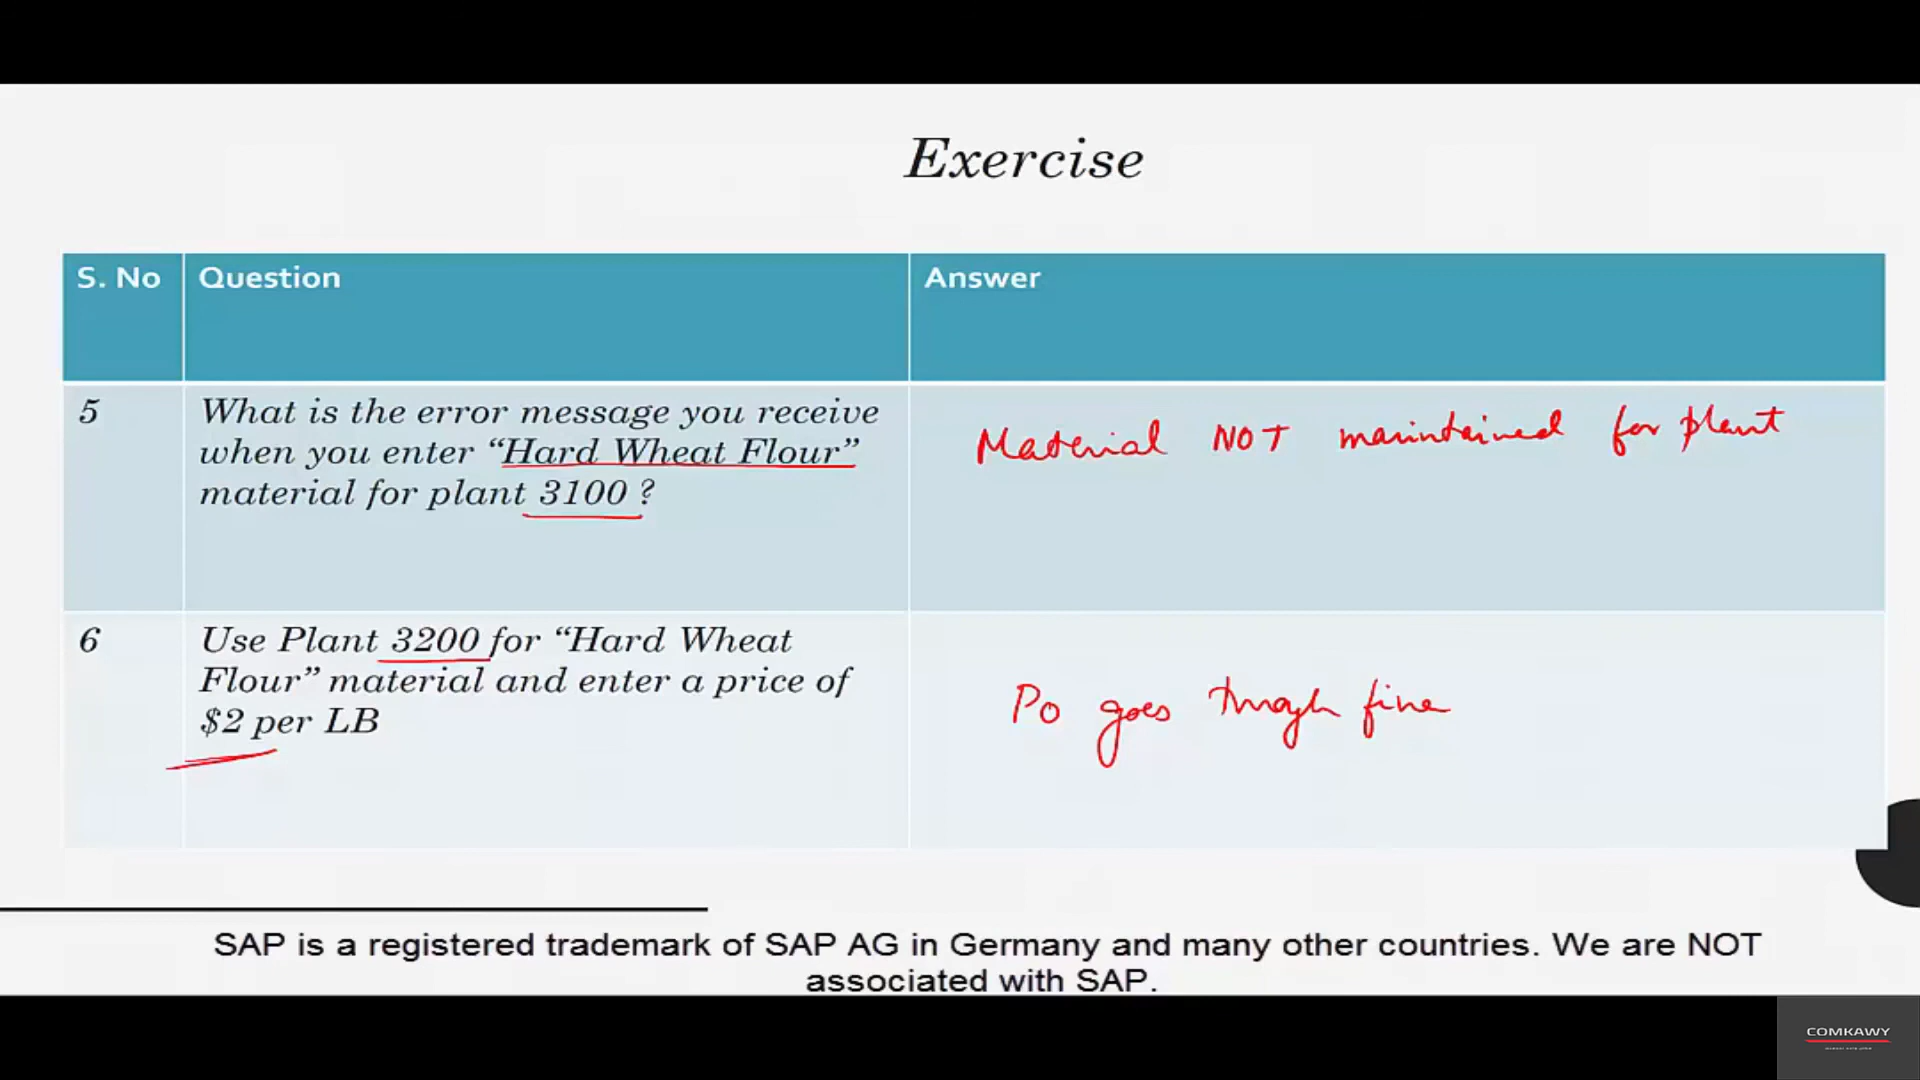 Exercise
S. No Question Answer
5 What is the error message you receive
when you enter “Hard Wheat Flour”
material for plant 3100 ?
Material NOT maintained for plant
6 Use Plant 3200 for “Hard Wheat
Flour” material and enter a price of
$2 per LB
Po goes through fine
SAP is a registered trademark of SAP AG in Germany and many other countries. We are NOT
associated with SAP.
COMKAWY